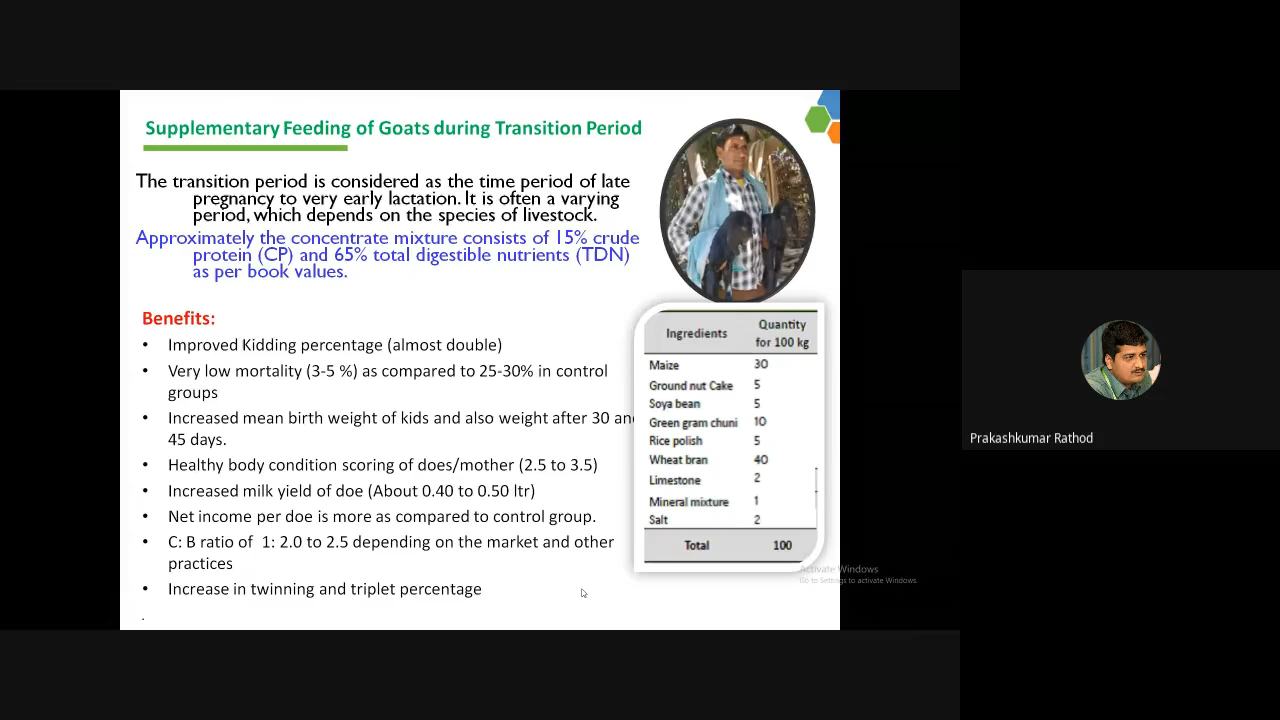 Supplementary Feeding of Goats during Transition Period
The transition period is considered as the time period of late
pregnancy to very early lactation. It is often a varying
period, which depends on the species of livestock.
Approximately the concentrate mixture consists of 15% crude
protein (CP) and 65% total digestible nutrients (TDN)
as per book values.
Benefits:
• Improved Kidding percentage (almost double)
• Very low mortality (3-5 %) as compared to 25-30% in control
groups
• Increased mean birth weight of kids and also weight after 30 and
45 days.
• Healthy body condition scoring of does/mother (2.5 to 3.5)
• Increased milk yield of doe (About 0.40 to 0.50 ltr)
• Net income per doe is more as compared to control group.
• C: B ratio of 1: 2.0 to 2.5 depending on the market and other
practices
• Increase in twinning and triplet percentage
.
Ingredients Quantity
for 100 kg
Maize 30
Ground nut Cake 5
Soya bean 5
Green gram chuni 10
Rice polish 5
Wheat bran 40
Limestone 2
Mineral mixture 1
Salt 2
Total 100
Activate Windows
Go to Settings to activate Windows.
Prakashkumar Rathod